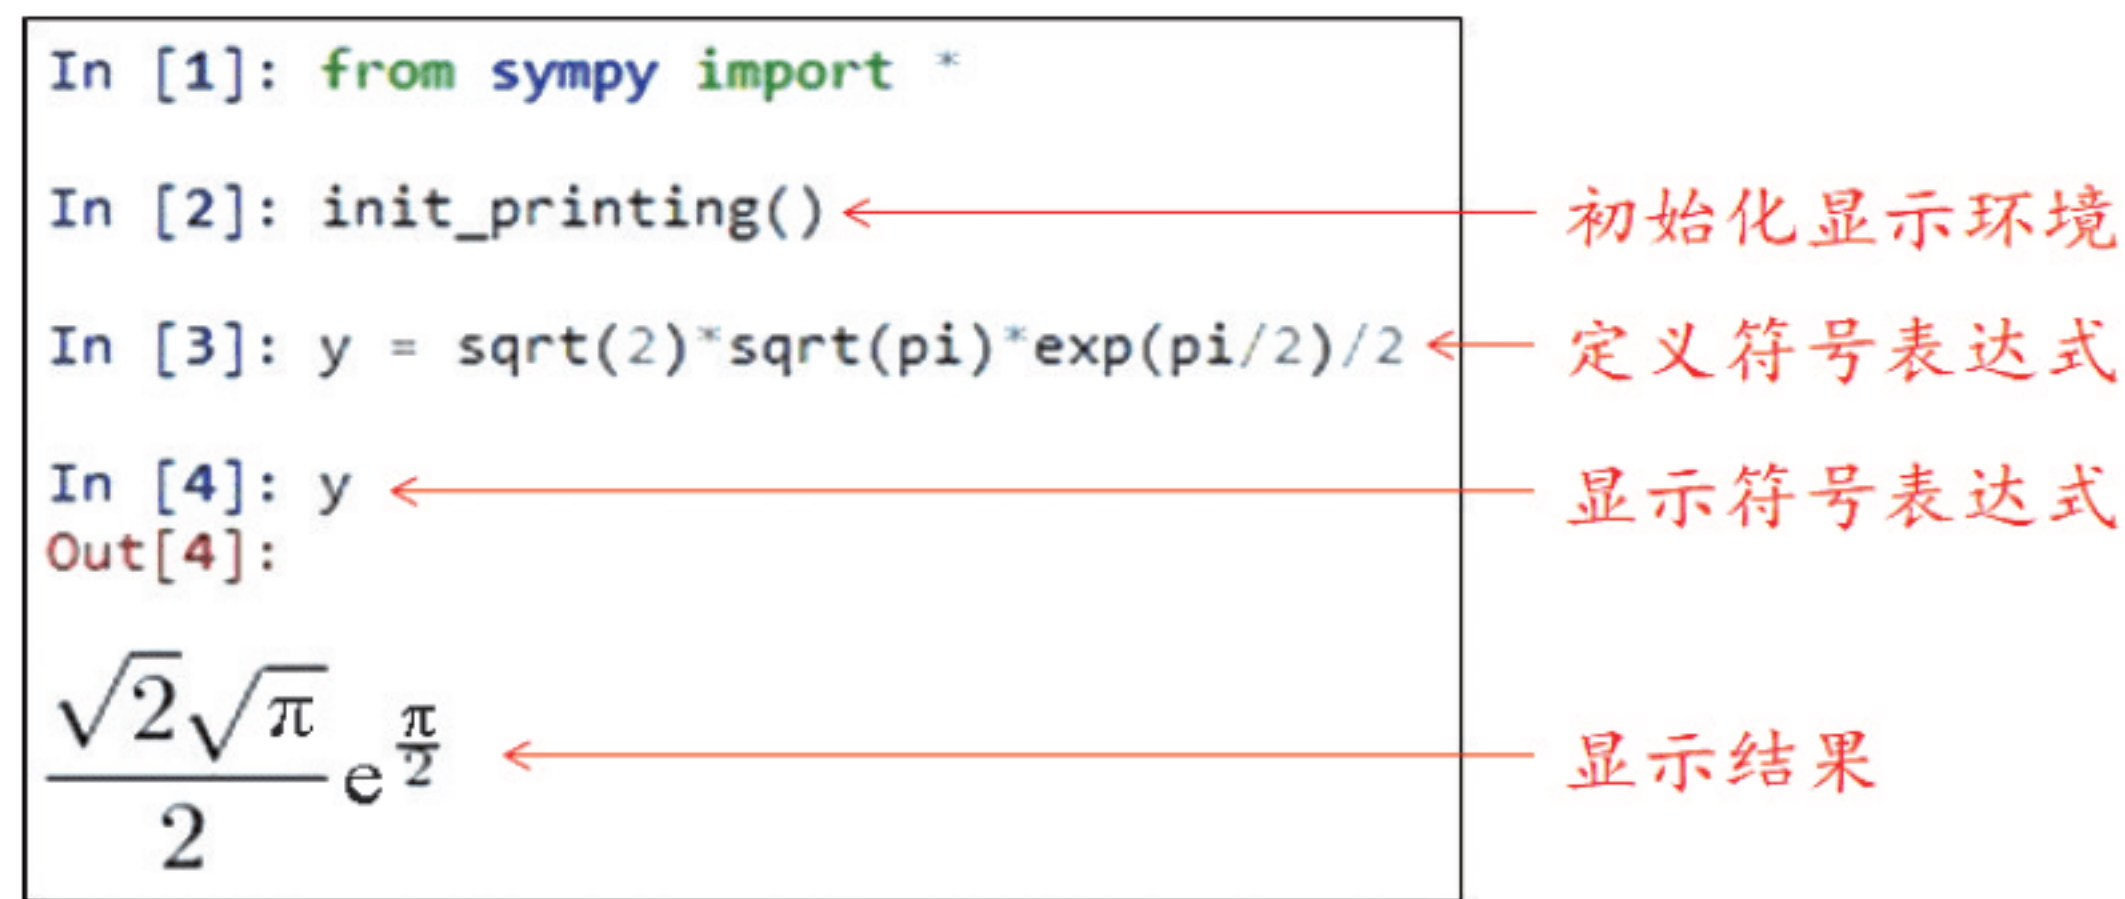 In [1]: from sympy import *
In [2]: init_printing() 初始化显示环境
In [3]: y = sqrt(2)*sqrt(pi)*exp(pi/2)/2 定义符号表达式
In [4]: y 显示符号表达式
Out[4]:
√2√π/2 e^π/2 显示结果